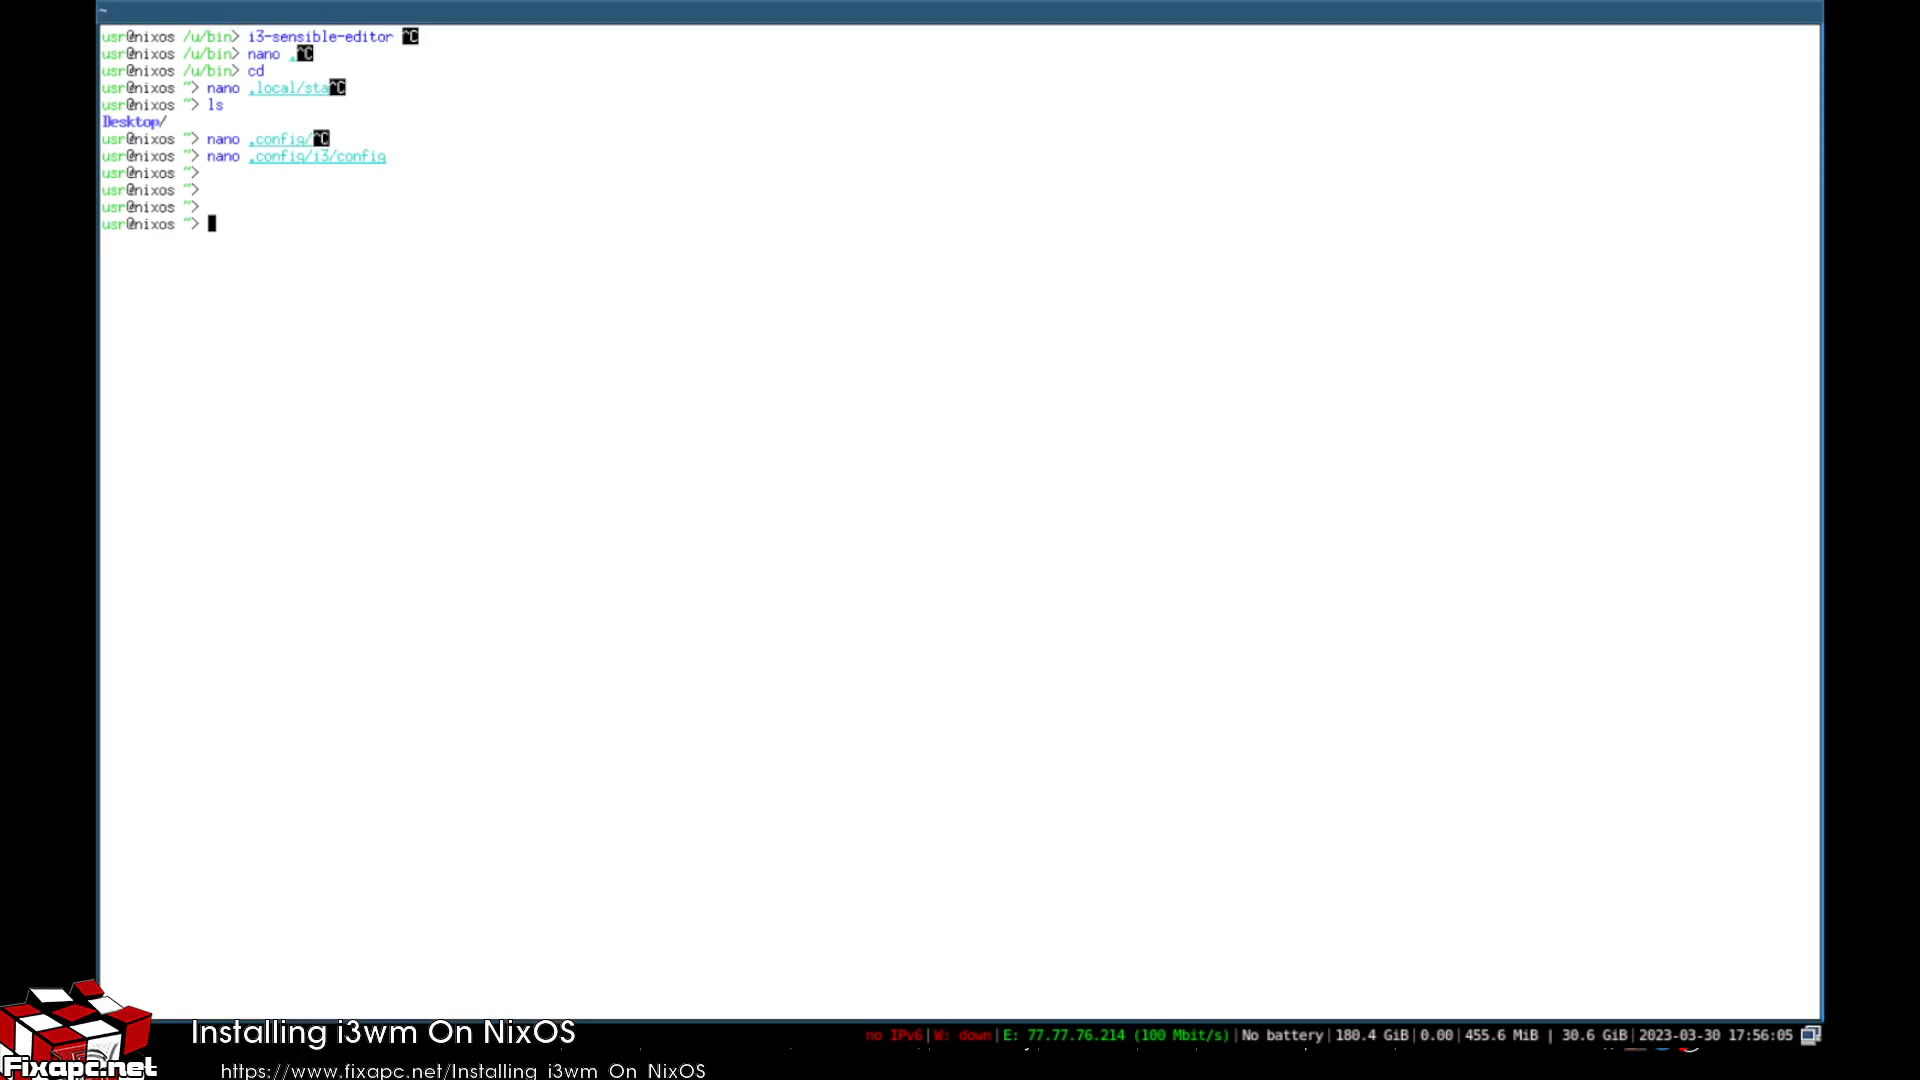 ~
usr@nixos /u/bin> i3-sensible-editor ^C
usr@nixos /u/bin> nano .^C
usr@nixos /u/bin> cd
usr@nixos ~> nano .local/sta^C
usr@nixos ~> ls
Desktop/
usr@nixos ~> nano .config/^C
usr@nixos ~> nano .config/i3/config
usr@nixos ~>
usr@nixos ~>
usr@nixos ~>
usr@nixos ~>
no IPv6|W: down|E: 77.77.76.214 (100 Mbit/s)|No battery|180.4 GiB|0.00|455.6 MiB | 30.6 GiB|2023-03-30 17:56:05
Installing i3wm On NixOS
Fixapc.net
https://www.fixapc.net/Installing_i3wm_On_NixOS